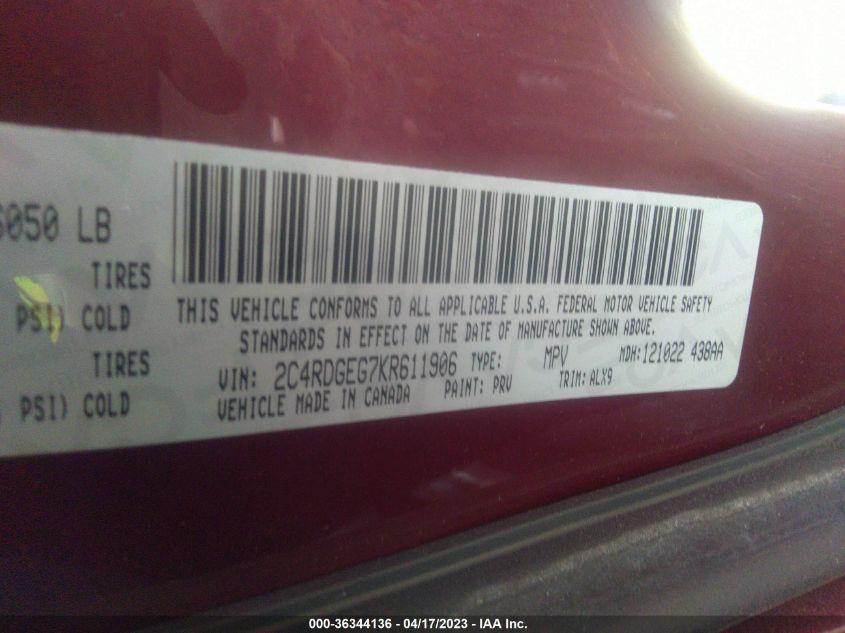 6050 LB
TIRES
PSI) COLD
TIRES
PSI) COLD
THIS VEHICLE CONFORMS TO ALL APPLICABLE U.S.A. FEDERAL MOTOR VEHICLE SAFETY
STANDARDS IN EFFECT ON THE DATE OF MANUFACTURE SHOWN ABOVE.
VIN: 2C4RDGEG7KR611906 TYPE: MPV MDH:121022 438AA
VEHICLE MADE IN CANADA PAINT: PRV TRIM: ALX9
000-36344136 - 04/17/2023 - IAA Inc.